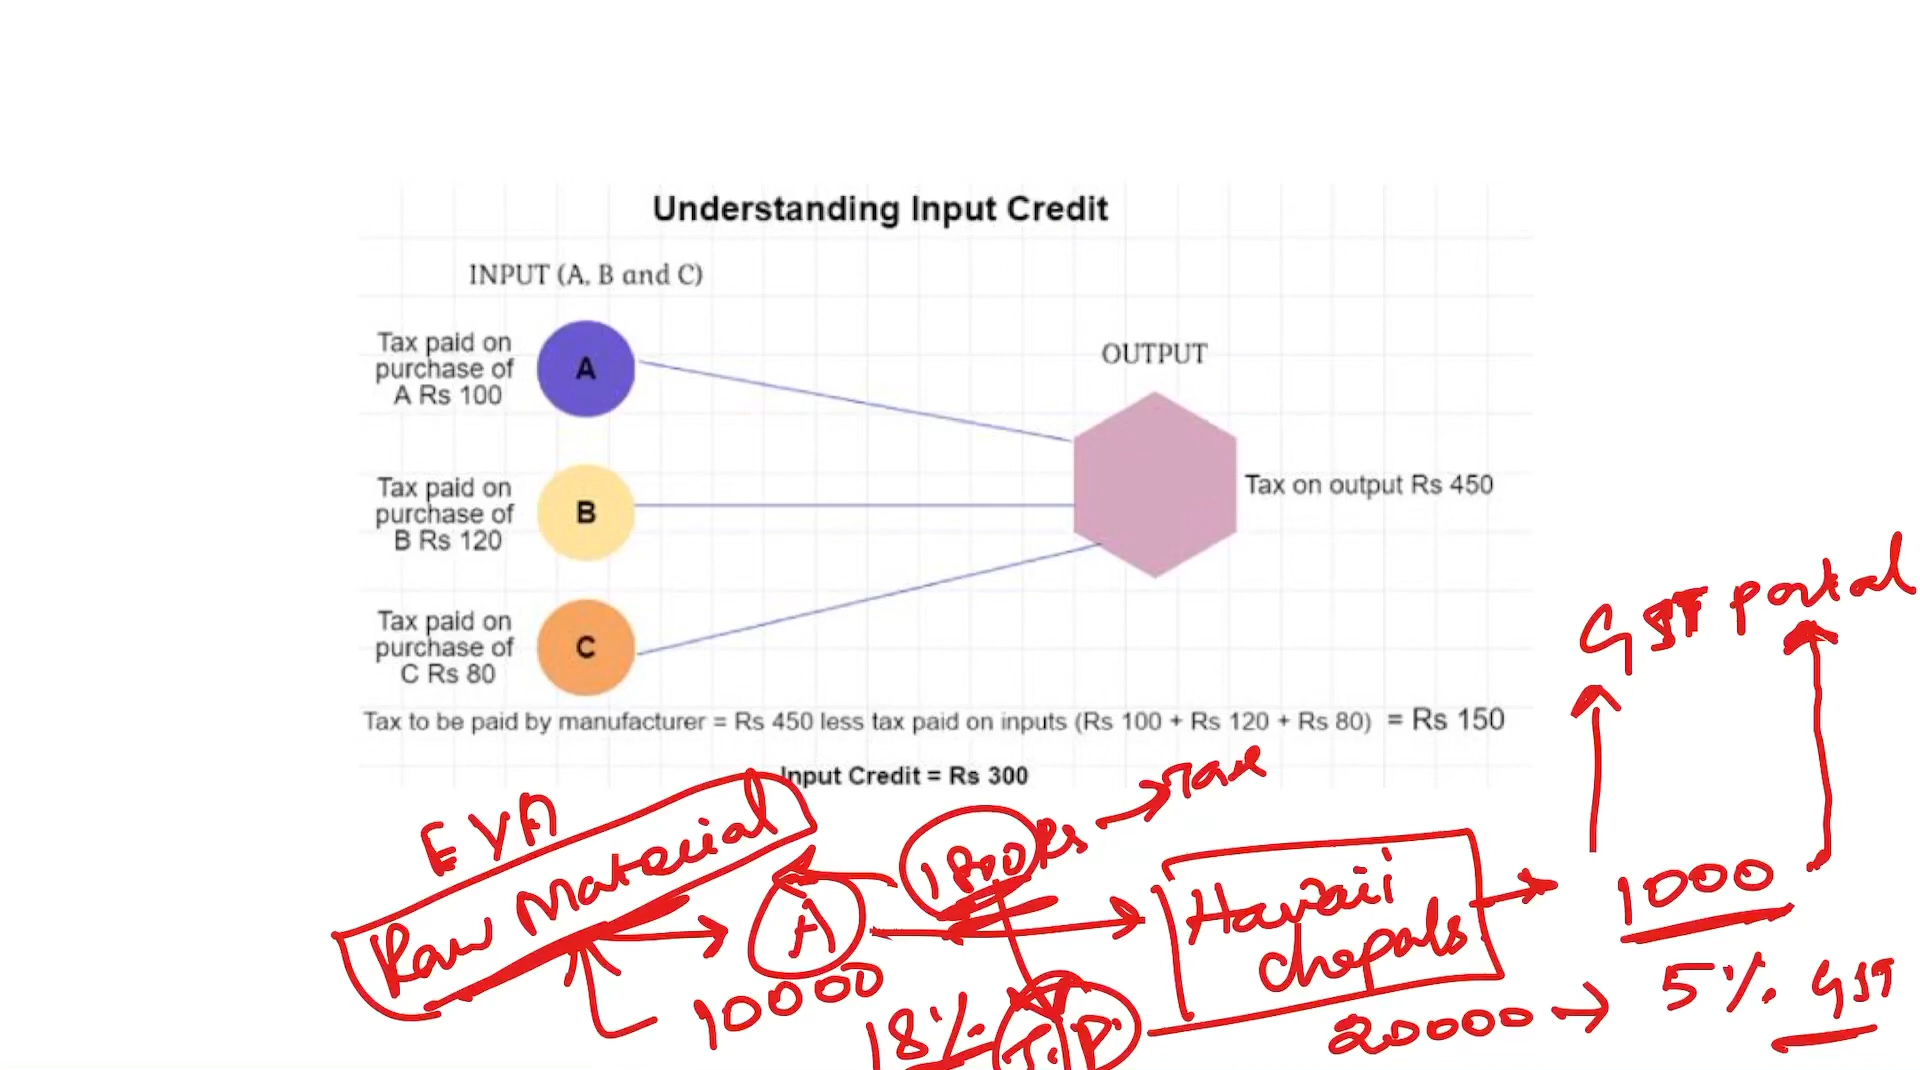 Understanding Input Credit
INPUT (A, B and C)
Tax paid on
purchase of
A Rs 100
A
OUTPUT
Tax paid on
purchase of
B Rs 120
B
Tax on output Rs 450
Tax paid on
purchase of
C Rs 80
C
GST portal
Tax to be paid by manufacturer = Rs 450 less tax paid on inputs (Rs 100 + Rs 120 + Rs 80) = Rs 150
Input Credit = Rs 300
EVA
Raw Material
A
10000
1800 Rs
18%
Hawaii
chapals
20000
1000
5% GST